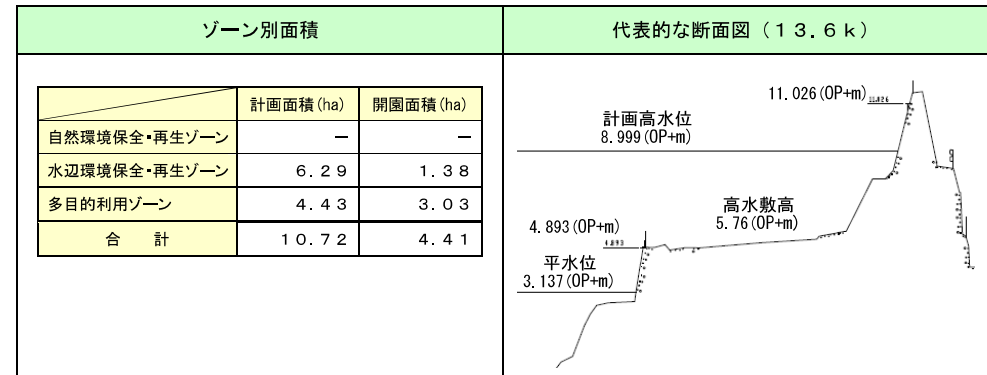 ゾーン別面積
代表的な断面図（１３．６ｋ）
計画面積(ha) 開園面積(ha)
自然環境保全・再生ゾーン － －
水辺環境保全・再生ゾーン ６．２９ １．３８
多目的利用ゾーン ４．４３ ３．０３
合 計 １０．７２ ４．４１
11.026(OP+m)
11.026
計画高水位
8.999(OP+m)
高水敷高
5.76(OP+m)
4.893(OP+m)
4.893
平水位
3.137(OP+m)